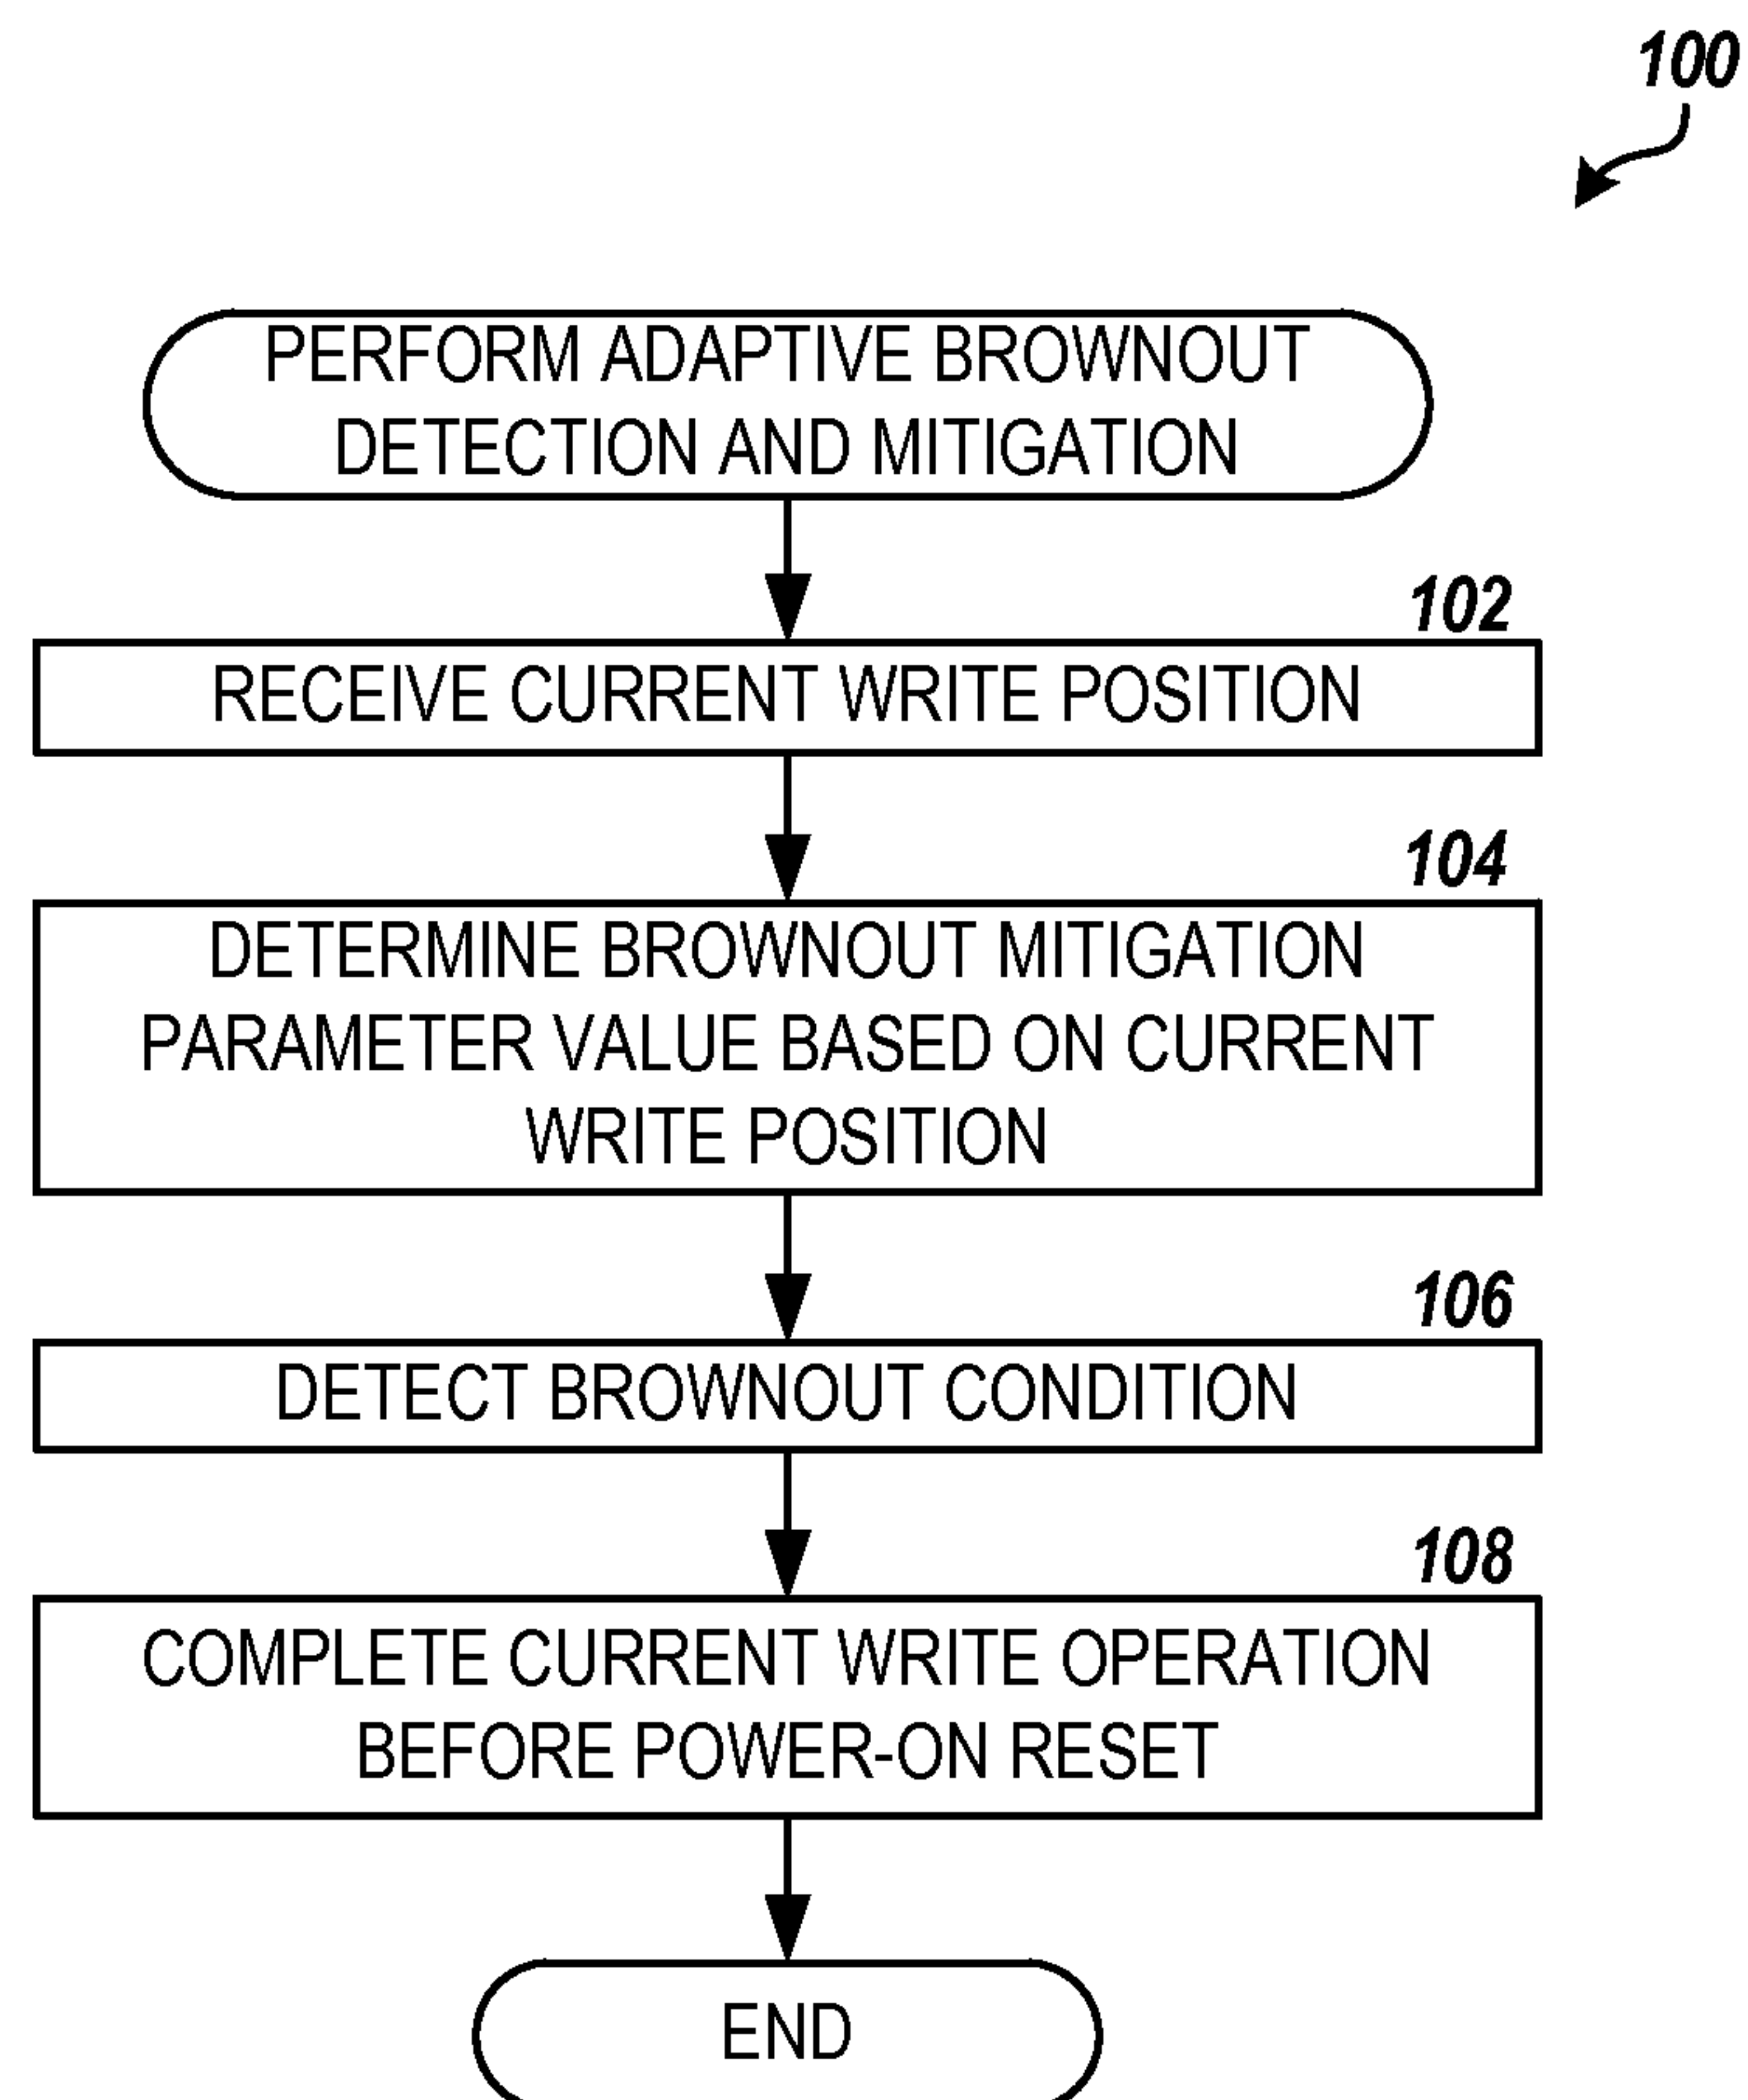 100
PERFORM ADAPTIVE BROWNOUT
DETECTION AND MITIGATION
102
RECEIVE CURRENT WRITE POSITION
104
DETERMINE BROWNOUT MITIGATION
PARAMETER VALUE BASED ON CURRENT
WRITE POSITION
106
DETECT BROWNOUT CONDITION
108
COMPLETE CURRENT WRITE OPERATION
BEFORE POWER-ON RESET
END